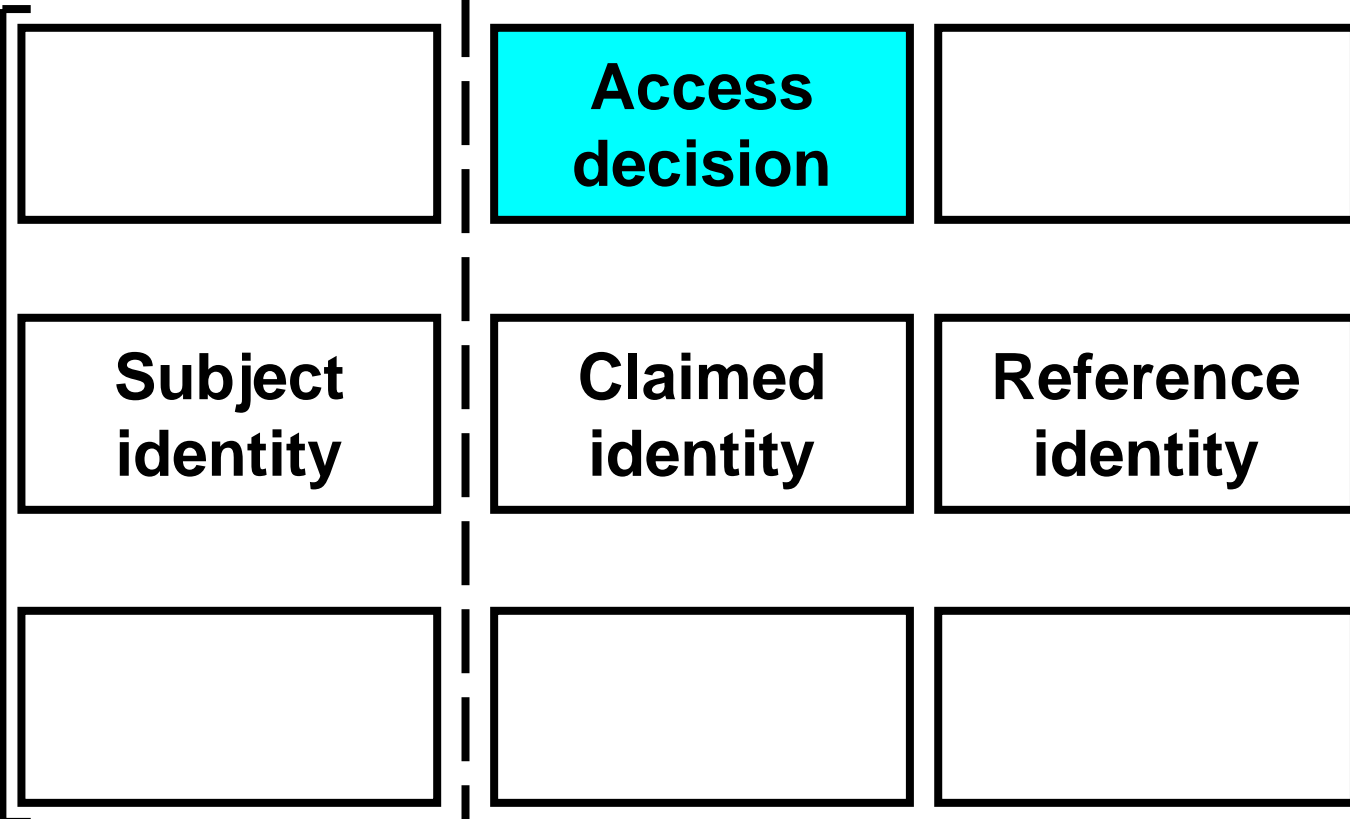 Access
decision
Subject
identity
Claimed
identity
Reference
identity